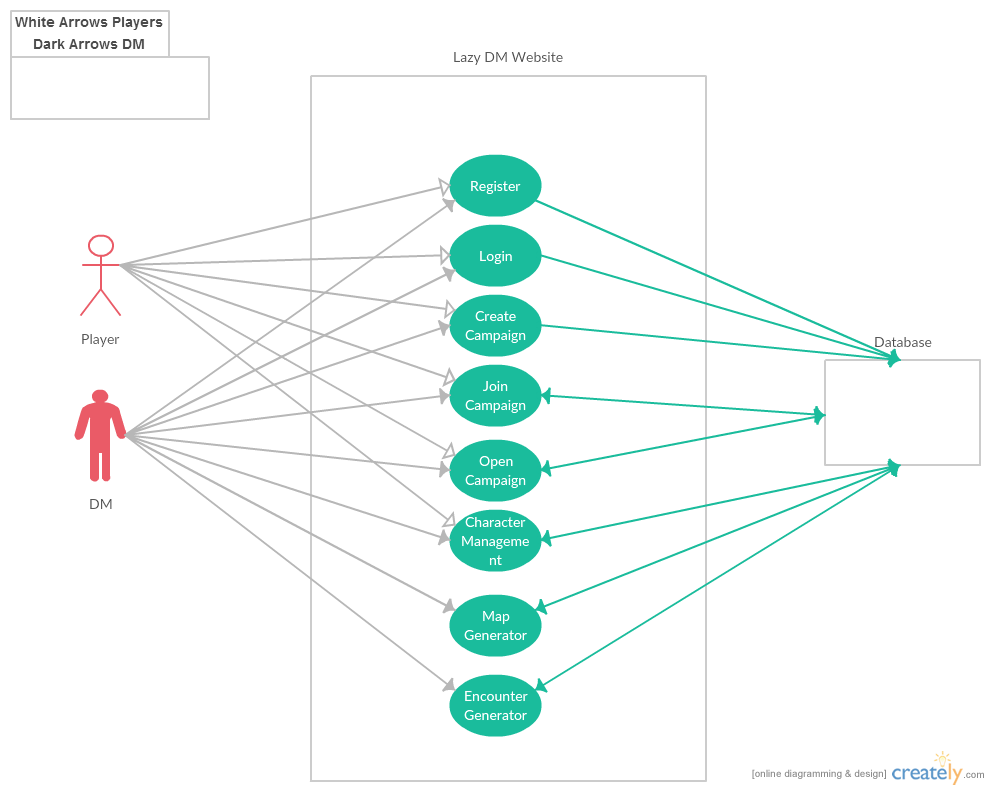 White Arrows Players
Dark Arrows DM
Lazy DM Website
Register
Login
Create
Campaign
Join
Campaign
Open
Campaign
Character
Manageme
nt
Map
Generator
Encounter
Generator
Player
DM
Database
[online diagramming & design] creately.com